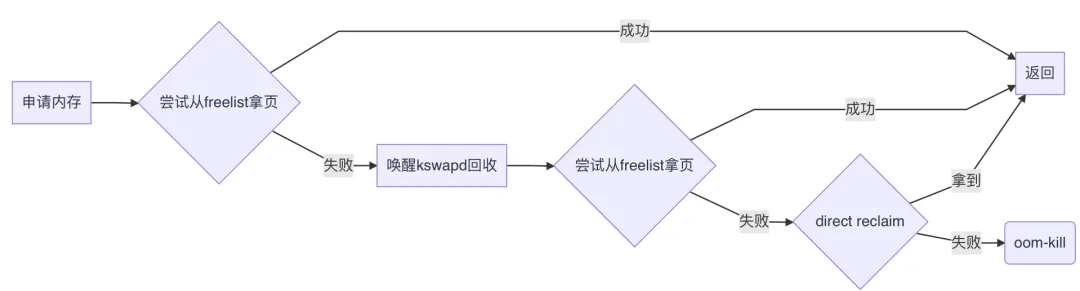 申请内存
尝试从freelist拿页
成功
返回
失败
唤醒kswapd回收
尝试从freelist拿页
成功
失败
direct reclaim
拿到
失败
oom-kill